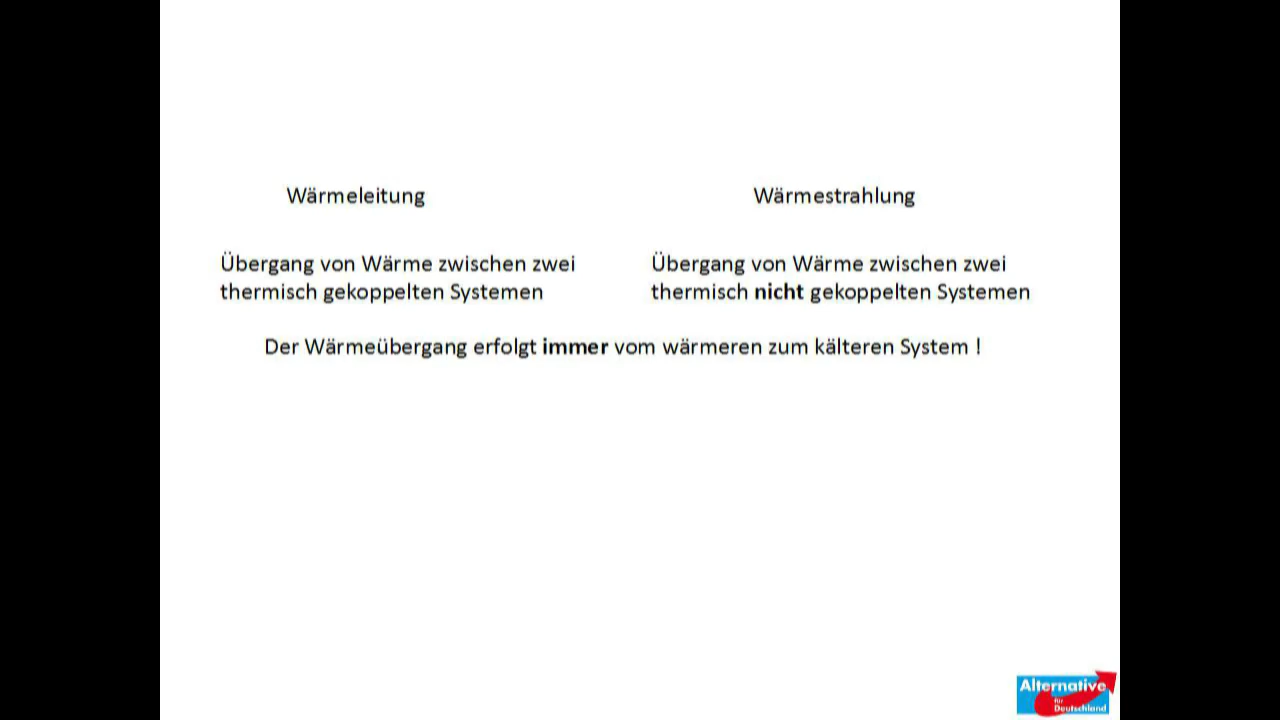 Wärmeleitung
Wärmestrahlung
Übergang von Wärme zwischen zwei
thermisch gekoppelten Systemen
Übergang von Wärme zwischen zwei
thermisch nicht gekoppelten Systemen
Der Wärmeübergang erfolgt immer vom wärmeren zum kälteren System !
Alternative
für
Deutschland